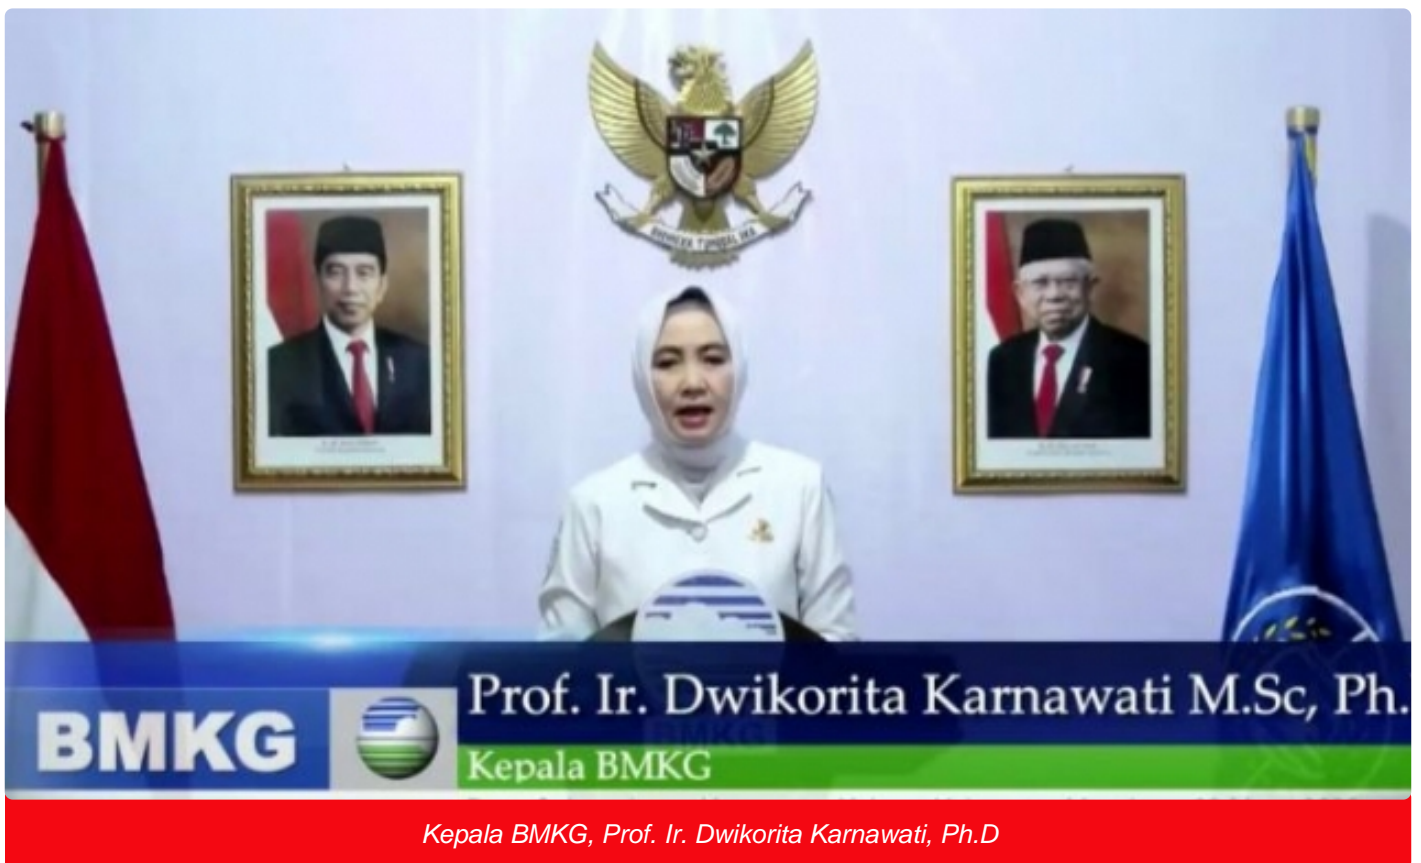 BHINNEKA TUNGGAL IKA
BMKG
Prof. Ir. Dwikorita Karnawati M.Sc, Ph.
Kepala BMKG
Kepala BMKG, Prof. Ir. Dwikorita Karnawati, Ph.D